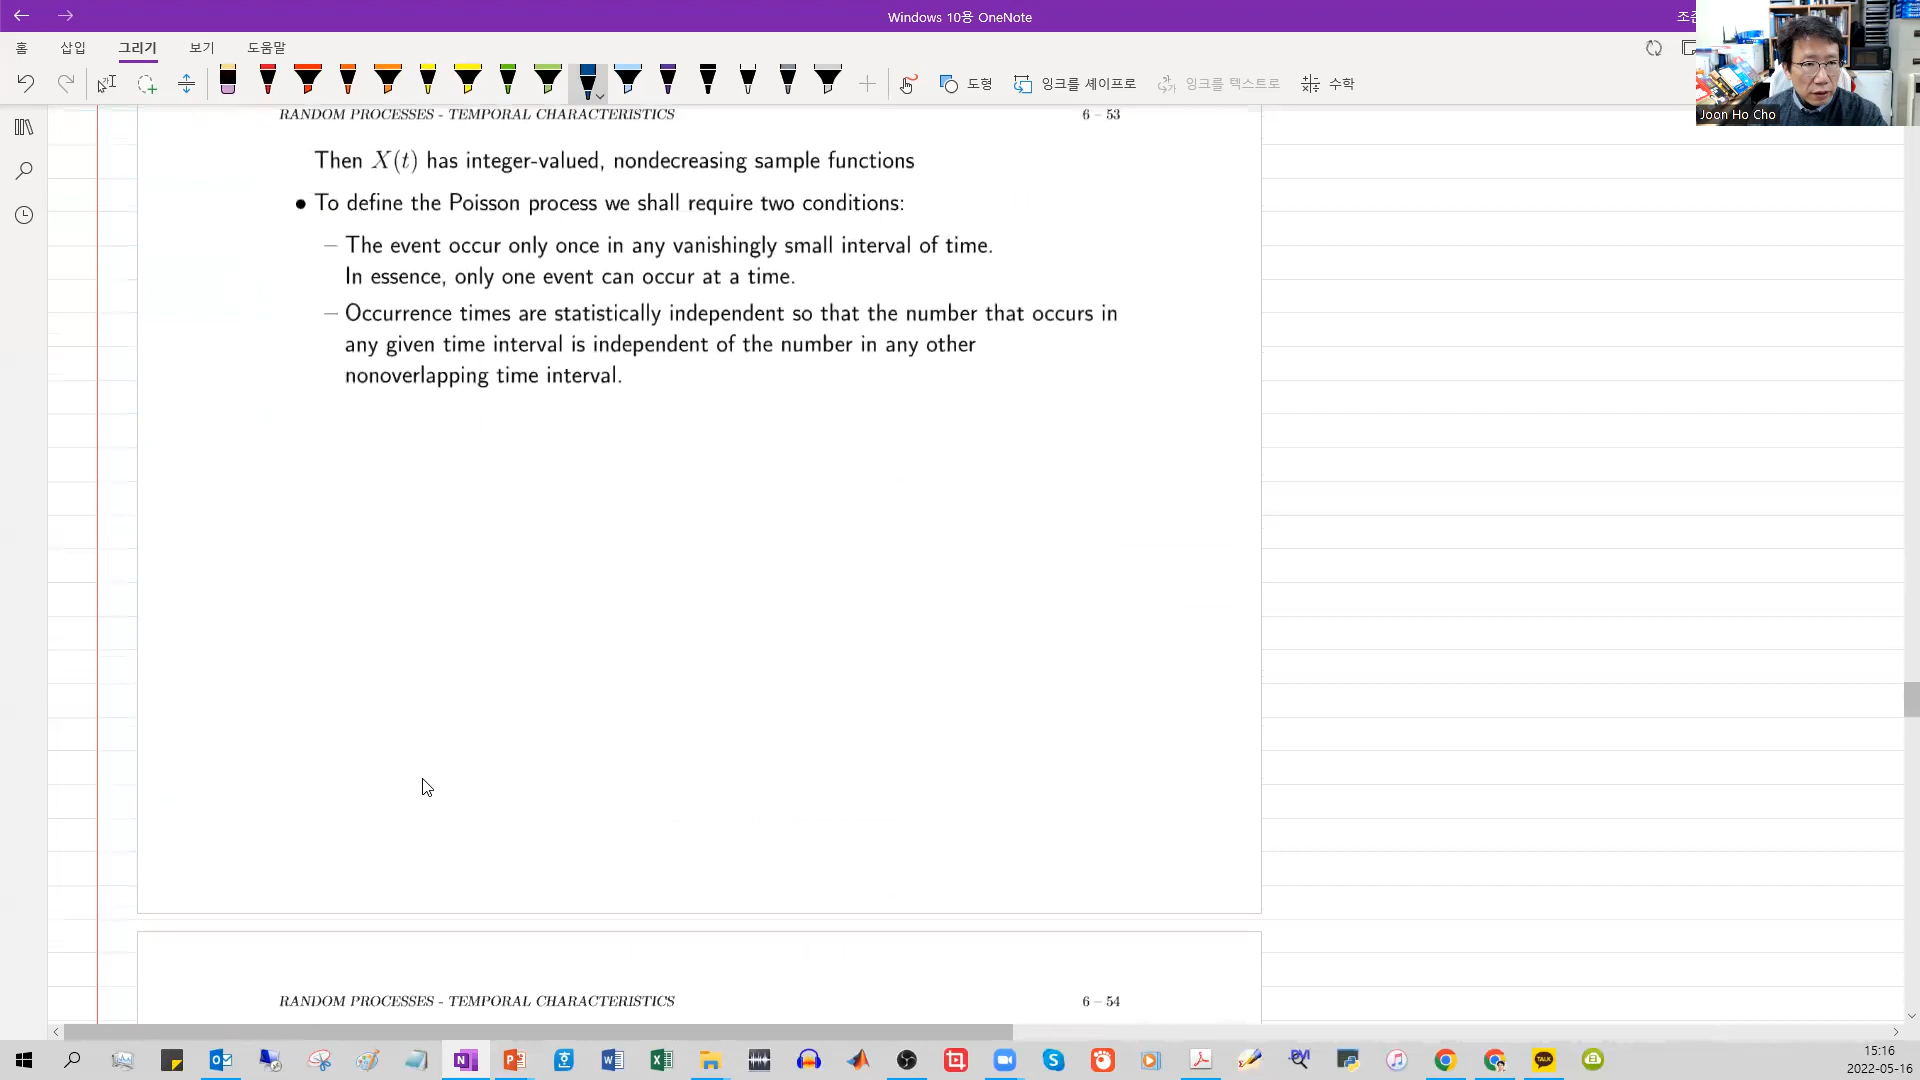 Windows 10용 OneNote
조준
홈 삽입 그리기 보기 도움말
도형 잉크를 셰이프로 잉크를 텍스트로 수학
Joon Ho Cho
RANDOM PROCESSES - TEMPORAL CHARACTERISTICS 6 – 53
Then X(t) has integer-valued, nondecreasing sample functions
• To define the Poisson process we shall require two conditions:
– The event occur only once in any vanishingly small interval of time.
In essence, only one event can occur at a time.
– Occurrence times are statistically independent so that the number that occurs in
any given time interval is independent of the number in any other
nonoverlapping time interval.
RANDOM PROCESSES - TEMPORAL CHARACTERISTICS 6 – 54
15:16
2022-05-16